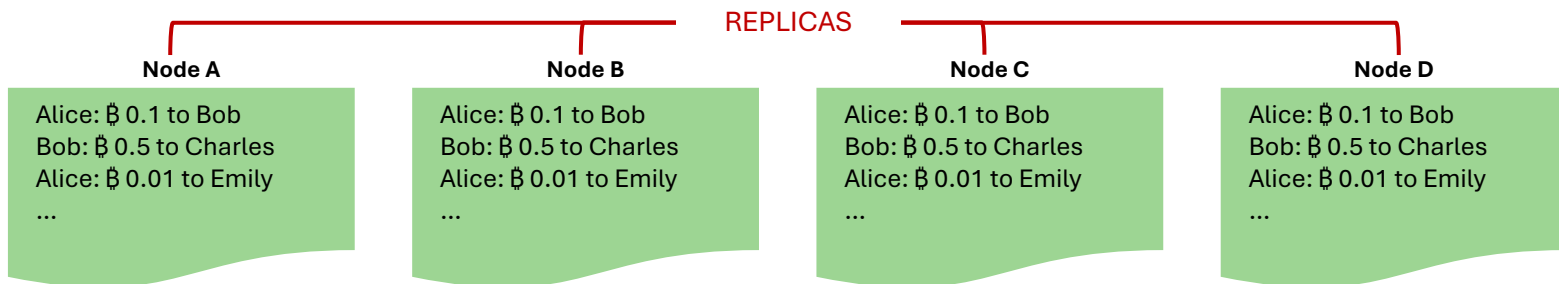 REPLICAS
Node A
Alice: ₿ 0.1 to Bob
Bob: ₿ 0.5 to Charles
Alice: ₿ 0.01 to Emily
...
Node B
Alice: ₿ 0.1 to Bob
Bob: ₿ 0.5 to Charles
Alice: ₿ 0.01 to Emily
...
Node C
Alice: ₿ 0.1 to Bob
Bob: ₿ 0.5 to Charles
Alice: ₿ 0.01 to Emily
...
Node D
Alice: ₿ 0.1 to Bob
Bob: ₿ 0.5 to Charles
Alice: ₿ 0.01 to Emily
...